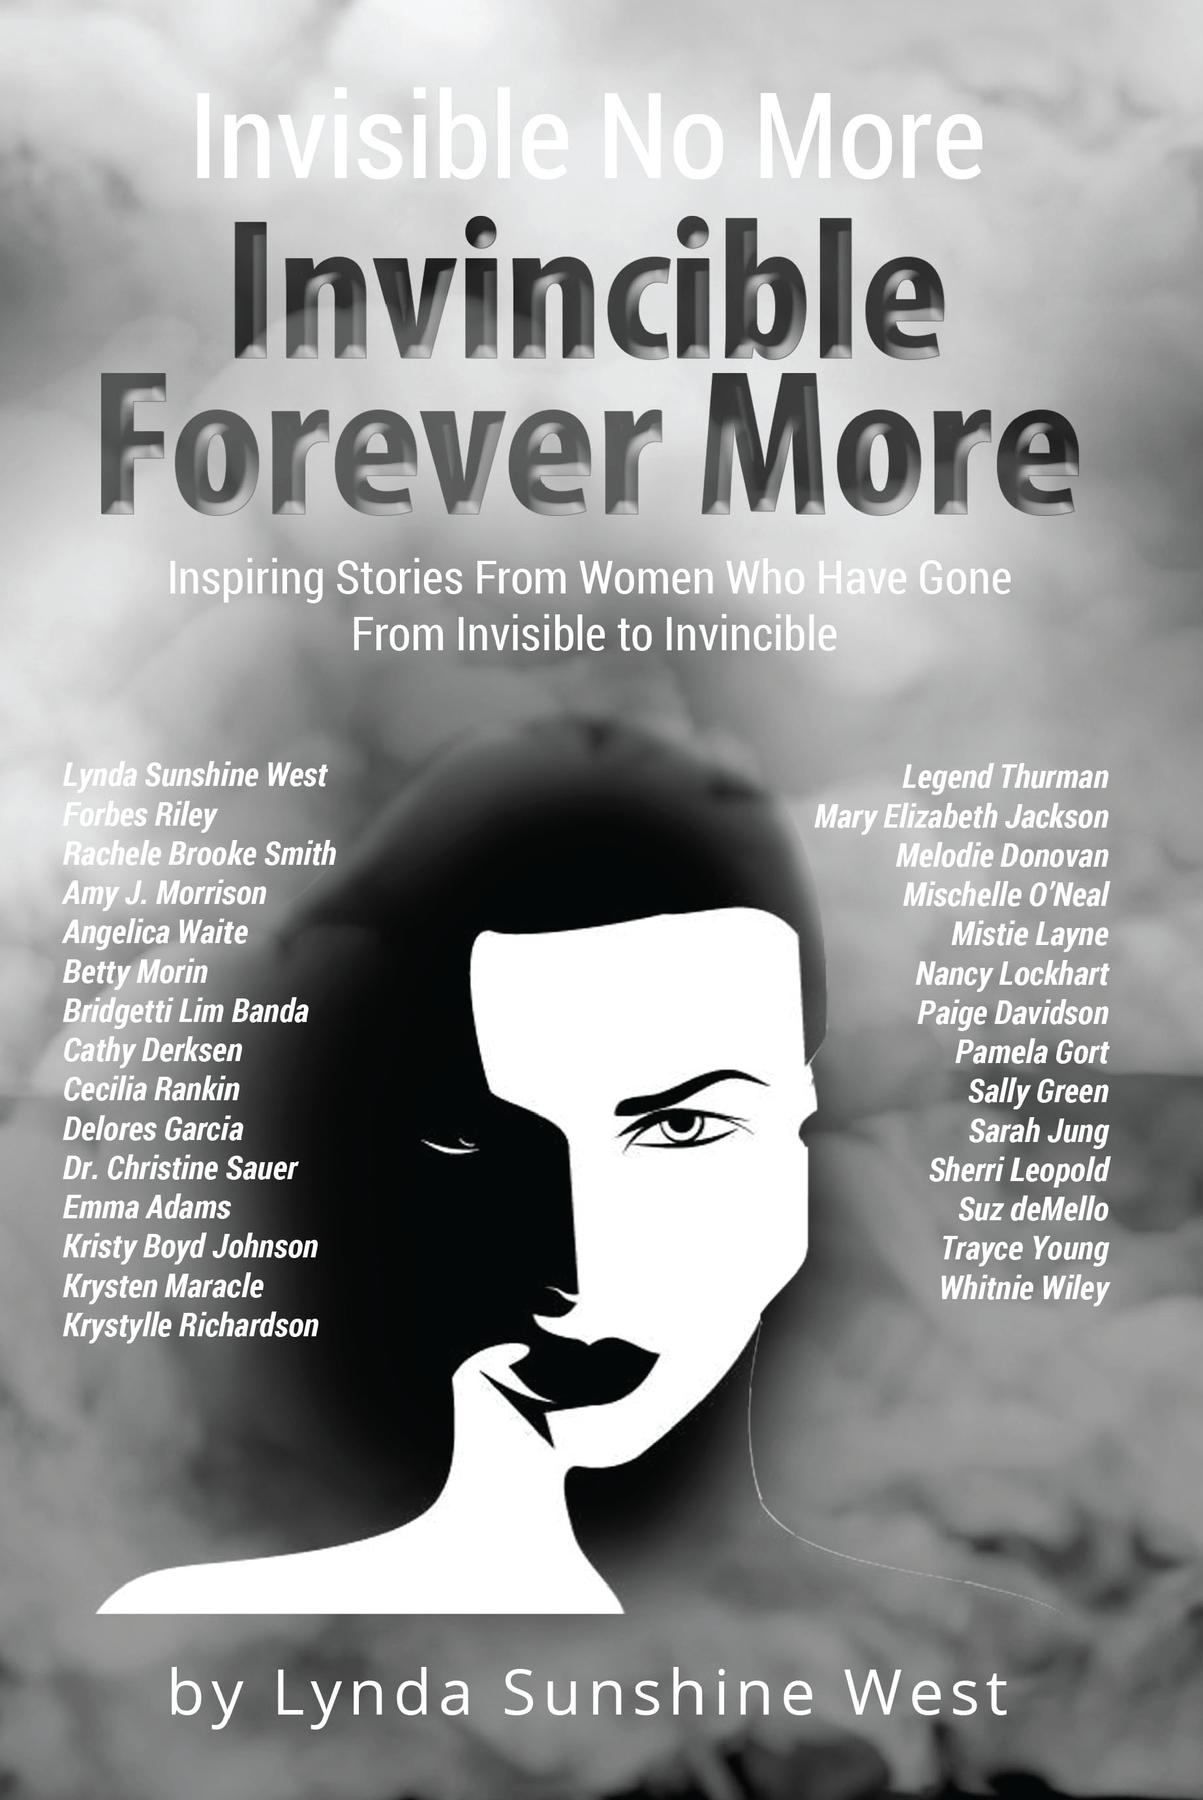 Invisible No More
Invincible
Forever More
Inspiring Stories From Women Who Have Gone
From Invisible to Invincible
Lynda Sunshine West
Forbes Riley
Rachele Brooke Smith
Amy J. Morrison
Angelica Waite
Betty Morin
Bridgetti Lim Banda
Cathy Derksen
Cecilia Rankin
Delores Garcia
Dr. Christine Sauer
Emma Adams
Kristy Boyd Johnson
Krysten Maracle
Krystylle Richardson
Legend Thurman
Mary Elizabeth Jackson
Melodie Donovan
Mischelle O’Neal
Mistie Layne
Nancy Lockhart
Paige Davidson
Pamela Gort
Sally Green
Sarah Jung
Sherri Leopold
Suz deMello
Trayce Young
Whitnie Wiley
by Lynda Sunshine West